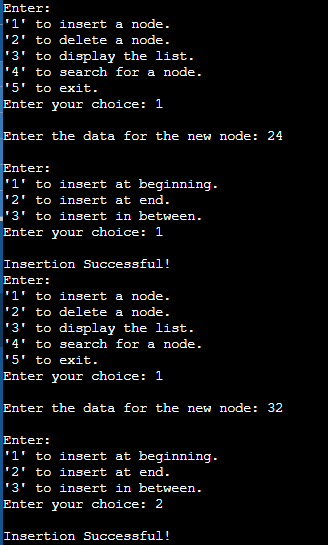 Enter:
'1' to insert a node.
'2' to delete a node.
'3' to display the list.
'4' to search for a node.
'5' to exit.
Enter your choice: 1
Enter the data for the new node: 24
Enter:
'1' to insert at beginning.
'2' to insert at end.
'3' to insert in between.
Enter your choice: 1
Insertion Successful!
Enter:
'1' to insert a node.
'2' to delete a node.
'3' to display the list.
'4' to search for a node.
'5' to exit.
Enter your choice: 1
Enter the data for the new node: 32
Enter:
'1' to insert at beginning.
'2' to insert at end.
'3' to insert in between.
Enter your choice: 2
Insertion Successful!